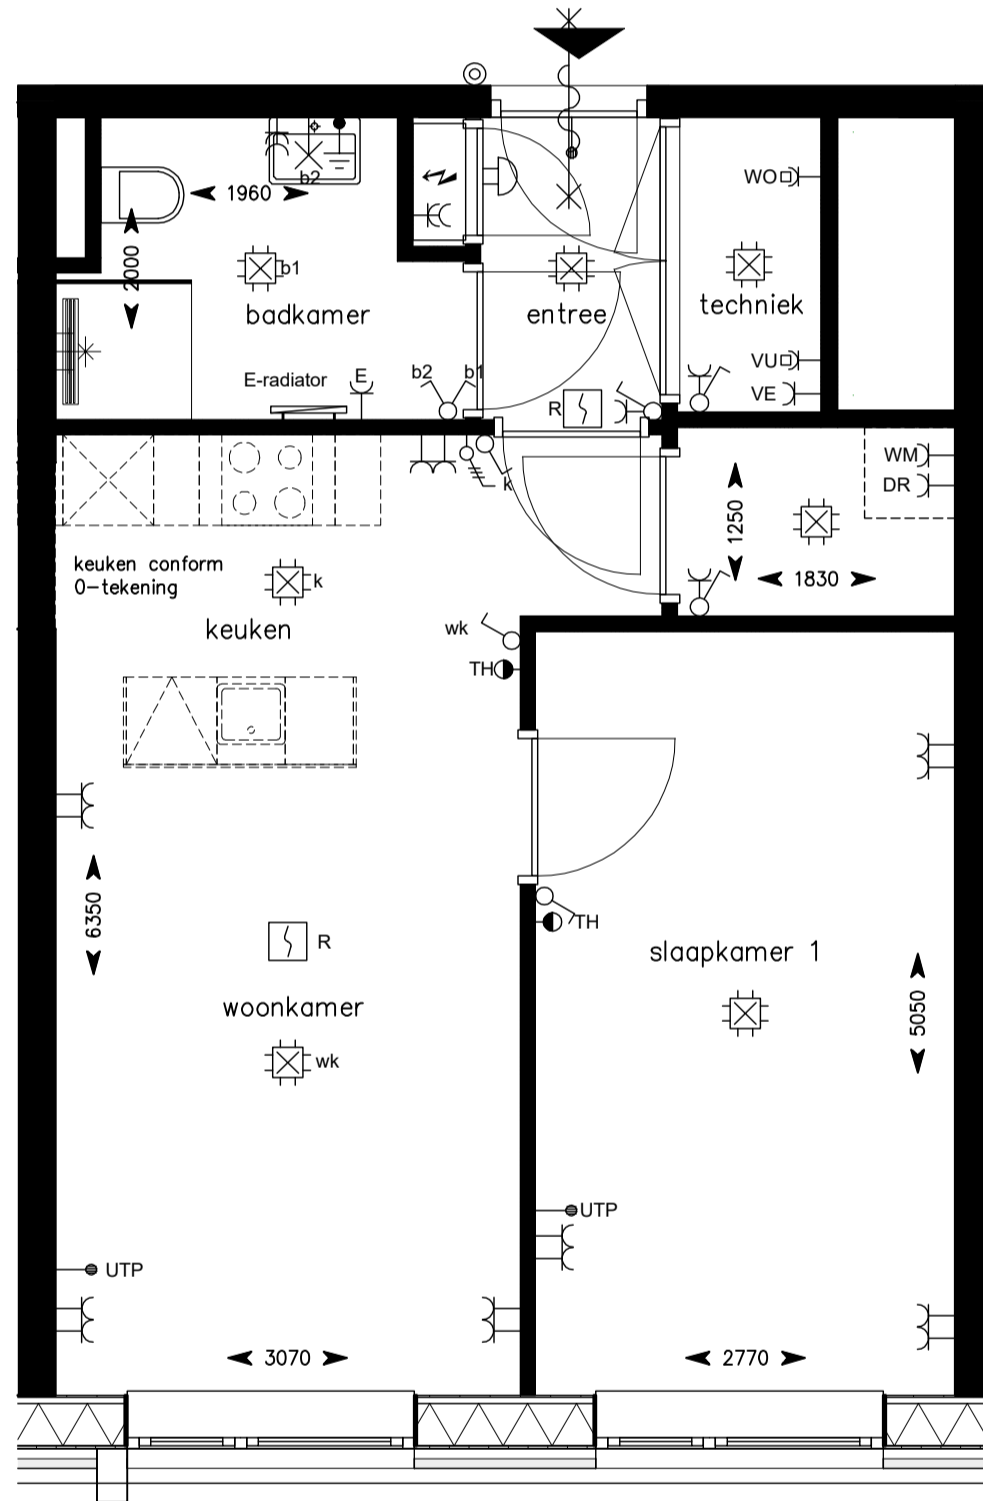 WO
b2
1960
2000
b1
badkamer
entree
techniek
E-radiator
E
b2
b1
VU
VE
R
k
WM
DR
1250
1830
keuken conform
0-tekening
k
keuken
wk
TH
TH
6350
R
slaapkamer 1
5050
woonkamer
wk
UTP
UTP
3070
2770